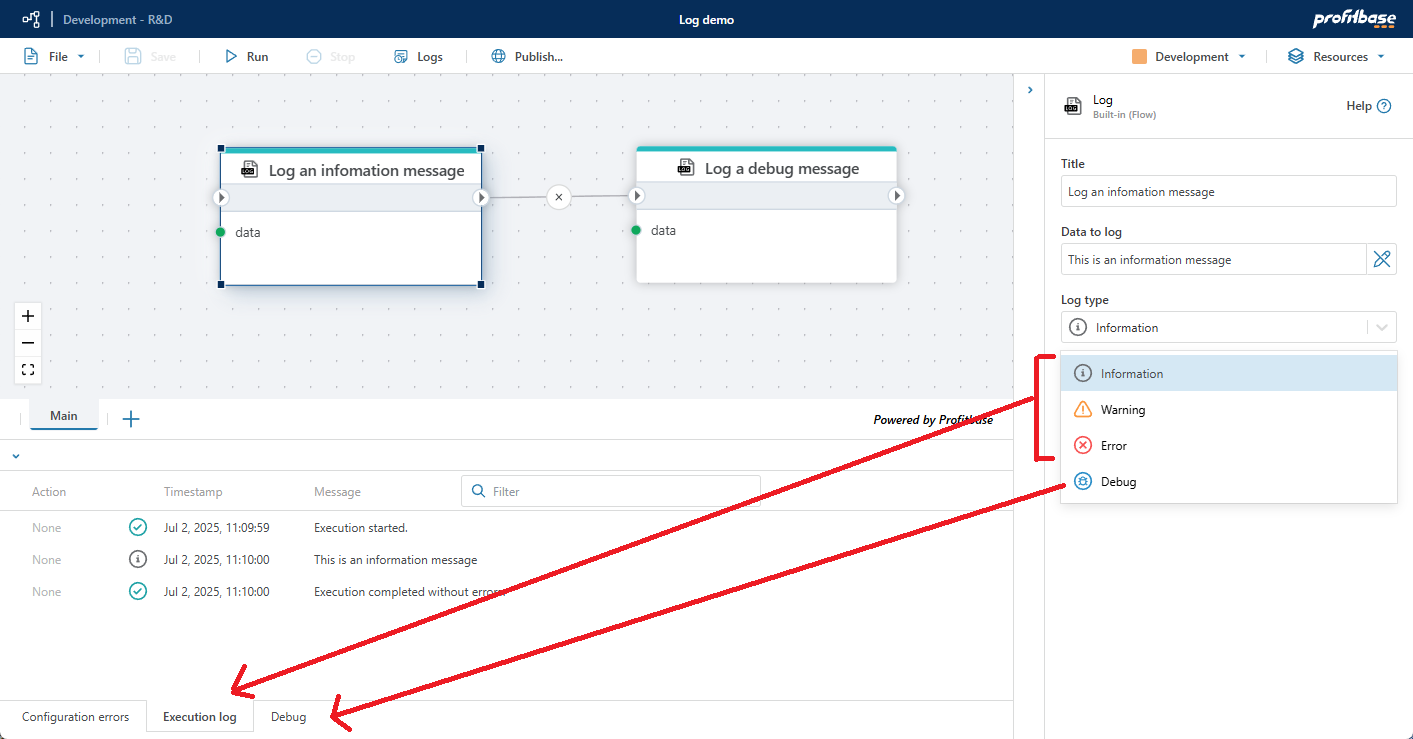 Development - R&D
Log demo
profitbase
File
Save
Run
Stop
Logs
Publish...
Development
Resources
LOG
Log an infomation message
data
LOG
Log a debug message
data
LOG
Log
Built-in (Flow)
Help
Title
Log an infomation message
Data to log
This is an information message
Log type
Information
Information
Warning
Error
Debug
Main
Powered by Profitbase
Action Timestamp Message Filter
None Jul 2, 2025, 11:09:59 Execution started.
None Jul 2, 2025, 11:10:00 This is an information message
None Jul 2, 2025, 11:10:00 Execution completed without errors.
Configuration errors Execution log Debug